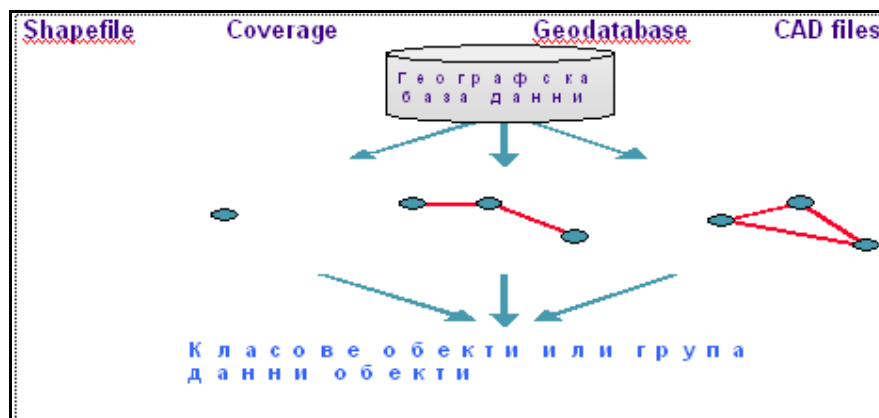 Shapefile Coverage Geodatabase CAD files
Географска
база данни
Класове обекти или група
данни обекти